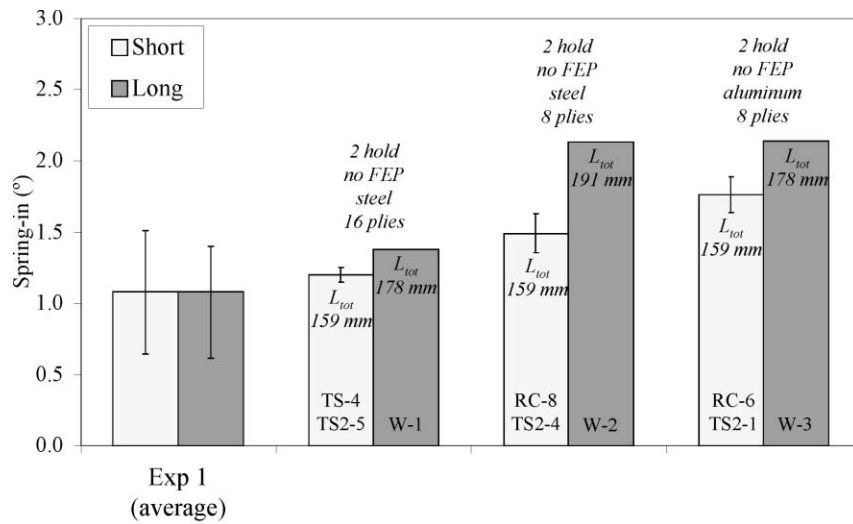 3.0
2.5
2.0
1.5
1.0
0.5
0.0
Spring-in (°)
Short
Long
2 hold
no FEP
steel
16 plies
2 hold
no FEP
steel
8 plies
2 hold
no FEP
aluminum
8 plies
L_tot
159 mm
L_tot
178 mm
L_tot
159 mm
L_tot
191 mm
L_tot
159 mm
L_tot
178 mm
TS-4
TS2-5
W-1
RC-8
TS2-4
W-2
RC-6
TS2-1
W-3
Exp 1
(average)